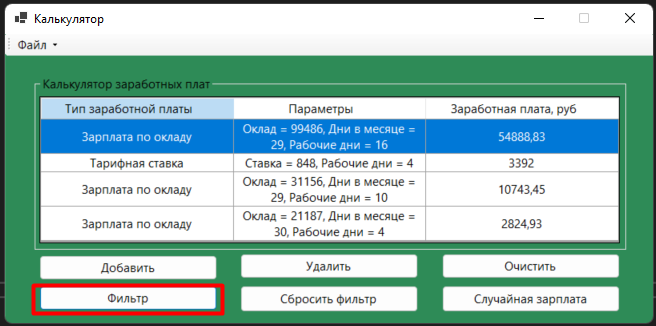 Калькулятор
Файл
Калькулятор заработных плат
Тип заработной платы Параметры Заработная плата, руб
Зарплата по окладу Оклад = 99486, Дни в месяце = 29, Рабочие дни = 16 54888,83
Тарифная ставка Ставка = 848, Рабочие дни = 4 3392
Зарплата по окладу Оклад = 31156, Дни в месяце = 29, Рабочие дни = 10 10743,45
Зарплата по окладу Оклад = 21187, Дни в месяце = 30, Рабочие дни = 4 2824,93
Добавить Удалить Очистить
Фильтр Сбросить фильтр Случайная зарплата